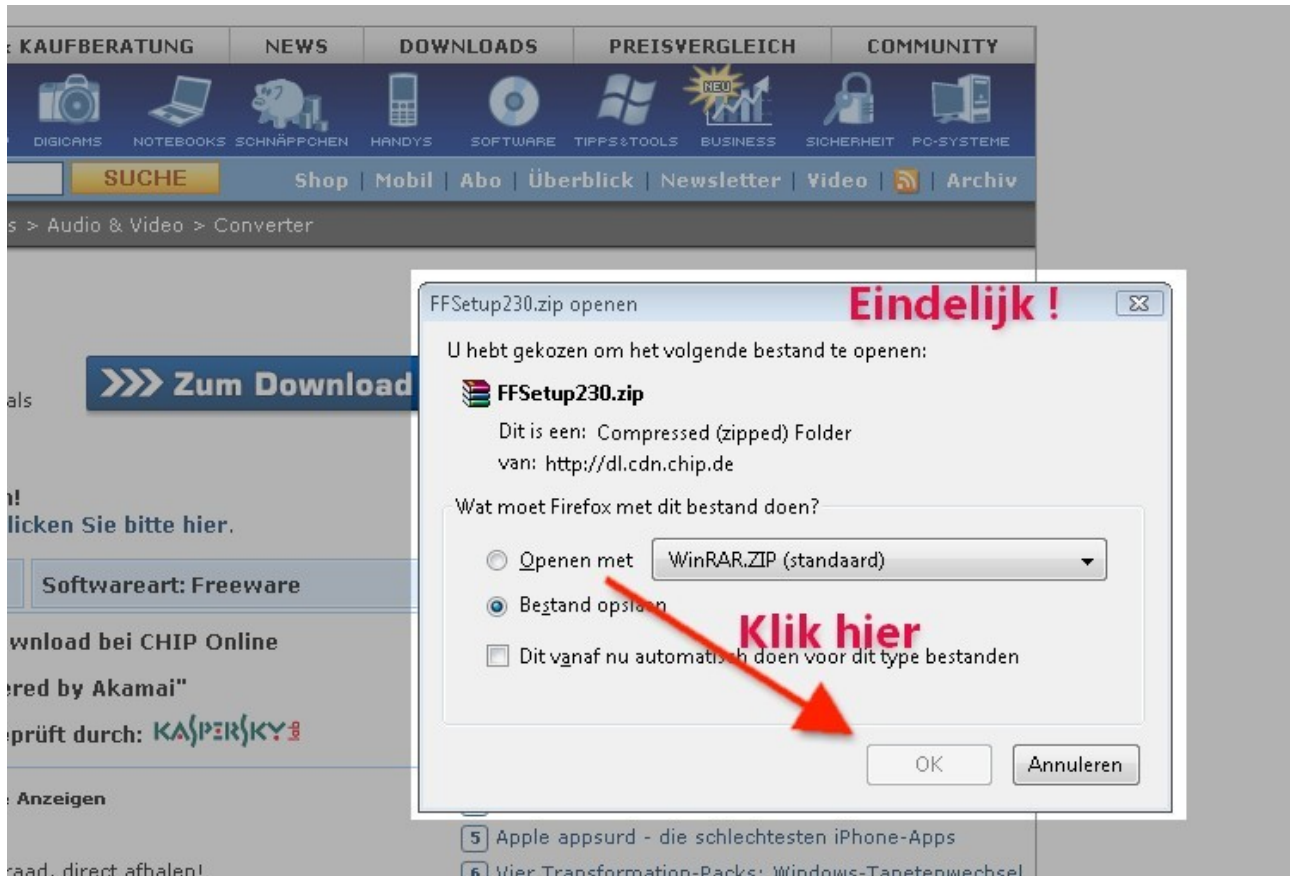 KAUFBERATUNG NEWS DOWNLOADS PREISVERGLEICH COMMUNITY
NEU
DIGICAMS NOTEBOOKS SCHNÄPPCHEN HANDYS SOFTWARE TIPPS&TOOLS BUSINESS SICHERHEIT PC-SYSTEME
SUCHE Shop | Mobil | Abo | Überblick | Newsletter | Video | | Archiv
s > Audio & Video > Converter
FFSetup230.zip openen
Eindelijk !
U hebt gekozen om het volgende bestand te openen:
FFSetup230.zip
Dit is een: Compressed (zipped) Folder
van: http://dl.cdn.chip.de
Wat moet Firefox met dit bestand doen?
Openen met WinRAR.ZIP (standaard)
Bestand opslaan
Klik hier
Dit vanaf nu automatisch doen voor dit type bestanden
OK Annuleren
>>> Zum Download
als
n!
licken Sie bitte hier.
Softwareart: Freeware
wnload bei CHIP Online
ered by Akamai"
eprüft durch: KASPERSKY
Anzeigen
5 Apple appsurd - die schlechtesten iPhone-Apps
raad, direct afhalen!
6 Vier Transformation-Packs: Windows-Tapetenwechsel